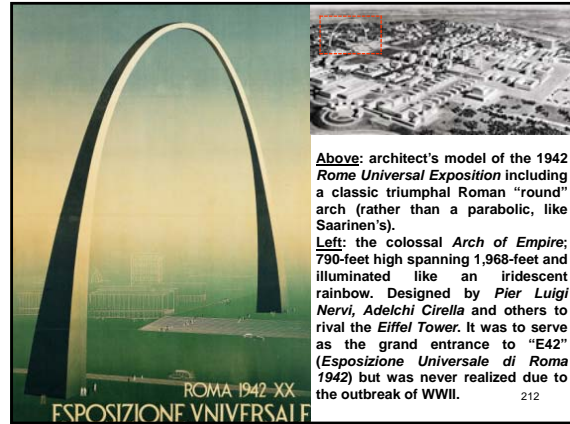 ROMA 1942 XX
ESPOSIZIONE VNIVERSALE
Above: architect's model of the 1942
Rome Universal Exposition including
a classic triumphal Roman “round”
arch (rather than a parabolic, like
Saarinen's).
Left: the colossal Arch of Empire;
790-feet high spanning 1,968-feet and
illuminated like an iridescent
rainbow. Designed by Pier Luigi
Nervi, Adelchi Cirella and others to
rival the Eiffel Tower. It was to serve
as the grand entrance to “E42”
(Esposizione Universale di Roma
1942) but was never realized due to
the outbreak of WWII.
212